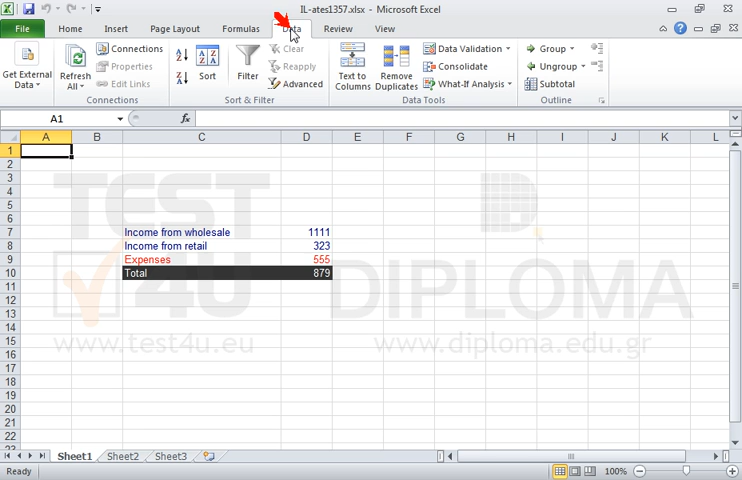 IL-ates1357.xlsx - Microsoft Excel
File Home Insert Page Layout Formulas Data Review View
Get External Data
Refresh All
Connections
Properties
Edit Links
Connections
Sort
Filter
Clear
Reapply
Advanced
Sort & Filter
Text to Columns
Remove Duplicates
Data Validation
Consolidate
What-If Analysis
Data Tools
Group
Ungroup
Subtotal
Outline
A1 fx
A B C D E F G H I J K L
1
2
3
4
5
6
7 Income from wholesale 1111
8 Income from retail 323
9 Expenses 555
10 Total 879
11
12
13
14
15
16
17
18
19
20
21
22
23
TEST 4U
www.test4u.eu
D
DIPLOMA
www.diploma.edu.gr
Sheet1 Sheet2 Sheet3
Ready 100%